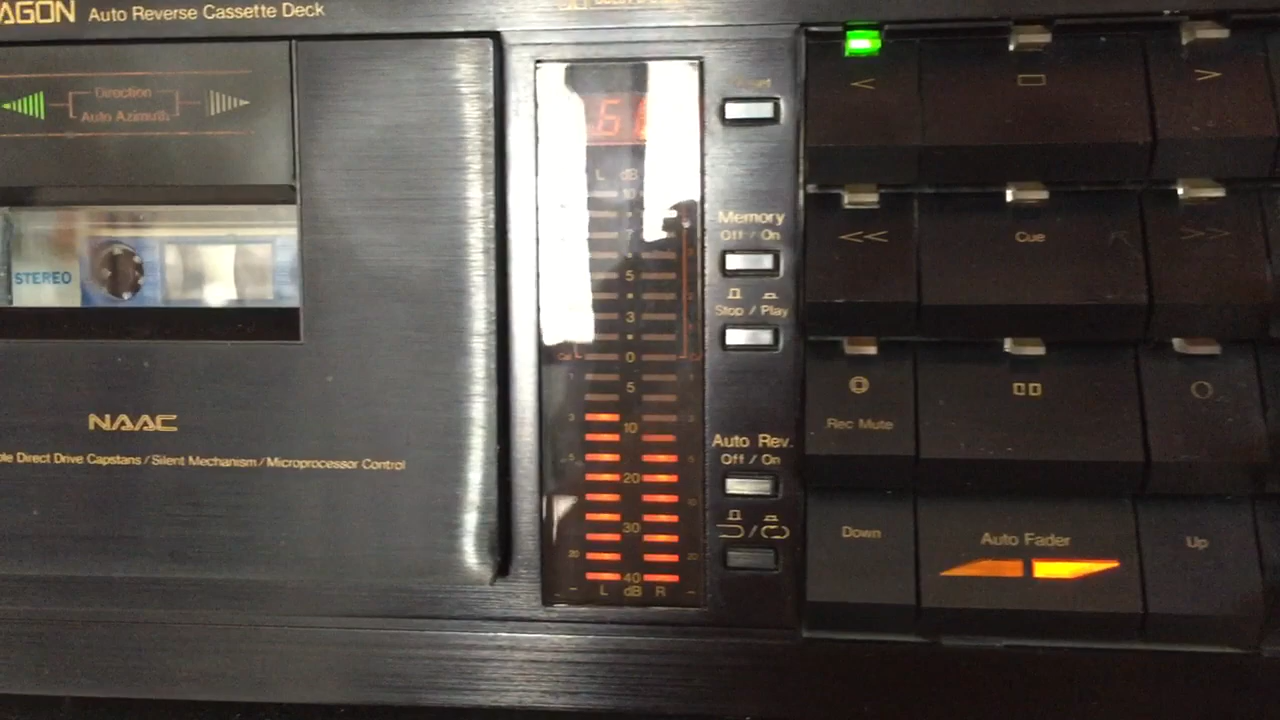 AGON Auto Reverse Cassette Deck
Direction
Auto Azimuth
STEREO
NAAC
ole Direct Drive Capstans / Silent Mechanism / Microprocessor Control
6
L dB
10
7
5
3
0
5
10
20
30
40
L dB R
Memory
Off / On
Stop / Play
Auto Rev.
Off / On
<
>
<<
Cue
>>
Rec Mute
Down
Auto Fader
Up